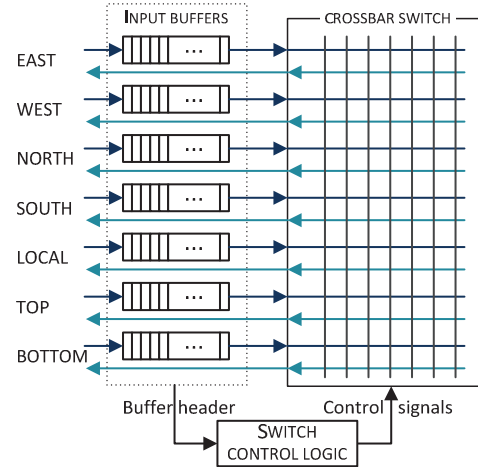 INPUT BUFFERS
CROSSBAR SWITCH
EAST
...
WEST
...
NORTH
...
SOUTH
...
LOCAL
...
TOP
...
BOTTOM
...
Buffer header
Control signals
SWITCH
CONTROL LOGIC